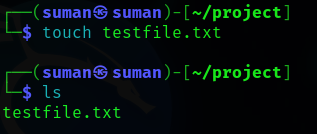 ┌──(suman㉿suman)-[~/project]
└─$ touch testfile.txt
┌──(suman㉿suman)-[~/project]
└─$ ls
testfile.txt